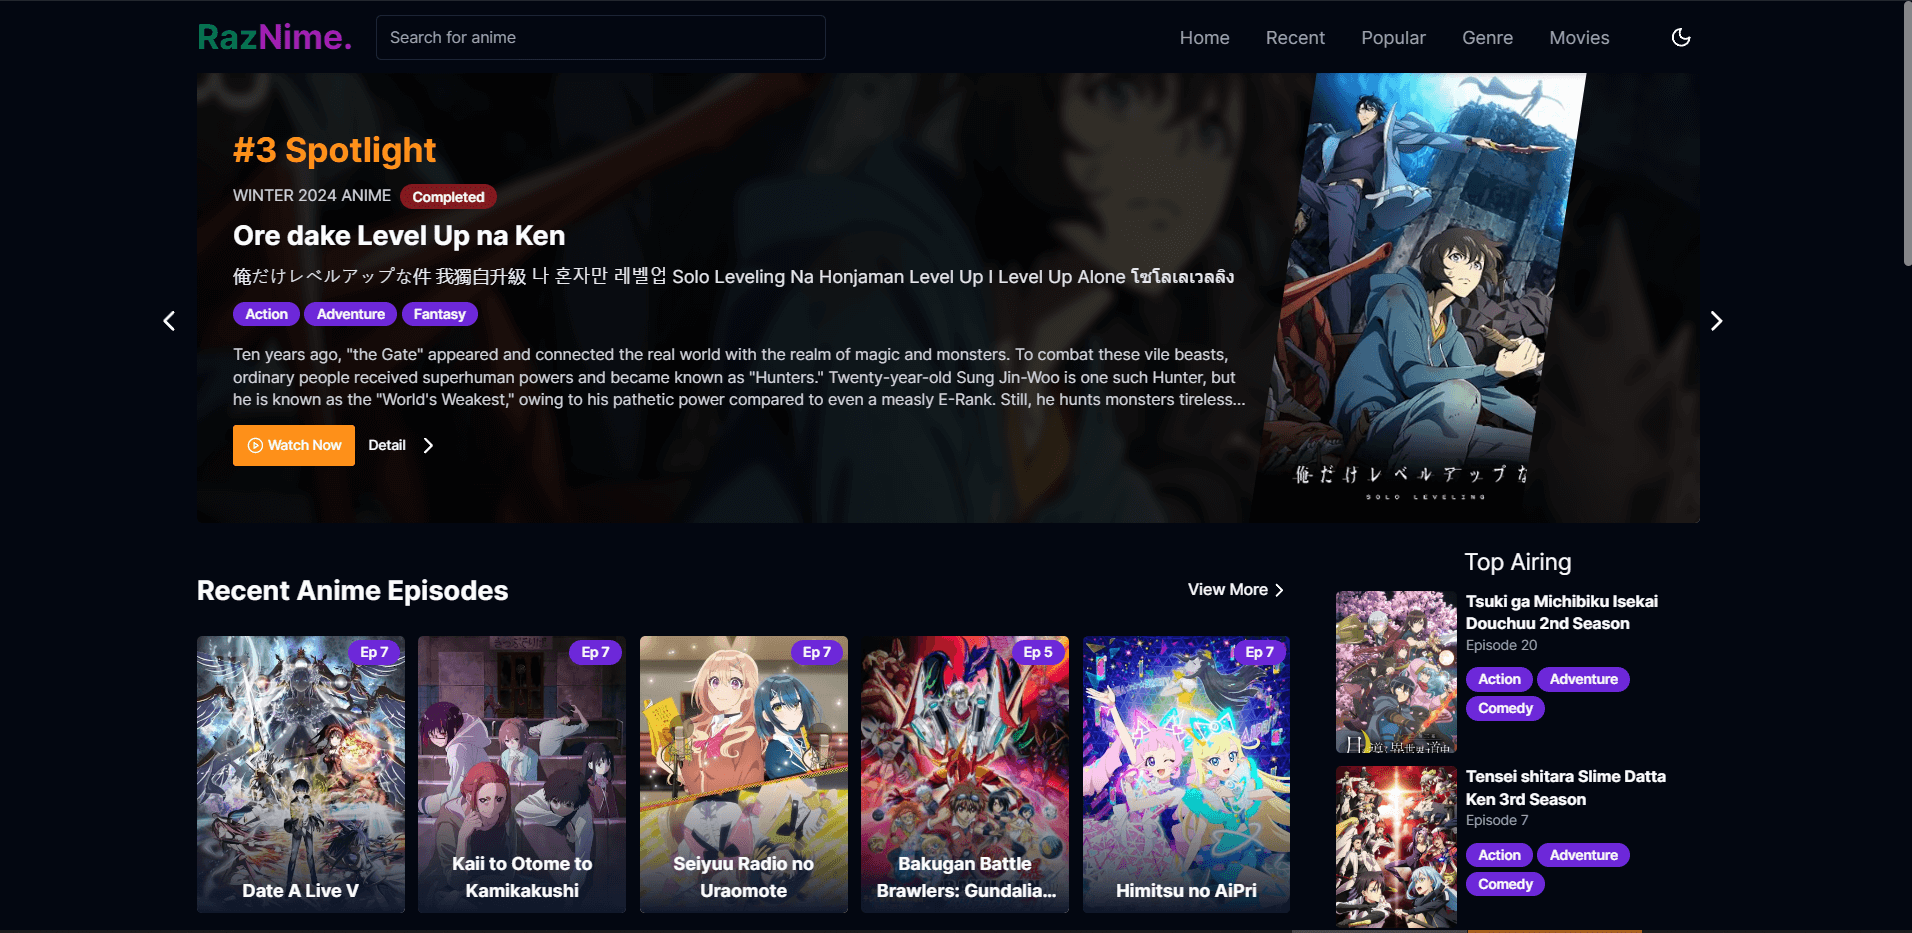 RazNime.
Search for anime
Home
Recent
Popular
Genre
Movies
#3 Spotlight
WINTER 2024 ANIME
Completed
Ore dake Level Up na Ken
俺だけレベルアップな件 我獨自升級 나 혼자만 레벨업 Solo Leveling Na Honjaman Level Up I Level Up Alone โซโลเลเวลลิง
Action
Adventure
Fantasy
Ten years ago, "the Gate" appeared and connected the real world with the realm of magic and monsters. To combat these vile beasts,
ordinary people received superhuman powers and became known as "Hunters." Twenty-year-old Sung Jin-Woo is one such Hunter, but
he is known as the "World's Weakest," owing to his pathetic power compared to even a measly E-Rank. Still, he hunts monsters tireless...
Watch Now
Detail
俺だけレベルアップな
SOLO LEVELING
Recent Anime Episodes
View More
Ep 7
Date A Live V
Ep 7
Kaii to Otome to
Kamikakushi
Ep 7
Seiyuu Radio no
Uraomote
Ep 5
Bakugan Battle
Brawlers: Gundalia...
Ep 7
Himitsu no AiPri
Top Airing
Tsuki ga Michibiku Isekai
Douchuu 2nd Season
Episode 20
Action
Adventure
Comedy
Tensei shitara Slime Datta
Ken 3rd Season
Episode 7
Action
Adventure
Comedy